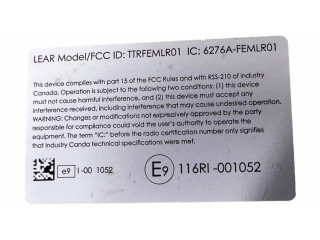 LEAR Model/FCC ID: TTRFEMLR01 IC: 6276A-FEMLR01
This device complies with part 15 of the FCC Rules and with RSS-210 of industry
Canada. Operation is subject to the following two conditions: (1) this device
must not cause harmful interference, and (2) this device must accept any
interference received, including interference that may cause undesired operation.
WARNING: Changes or modifications not expressively approved by the party
responsible for compliance could void the user's authority to operate the
equipment. The term "IC:" before the radio certification number only signifies
that Industry Canda technical specifications were met.
e9 I -00 1052 E9 116RI -001052